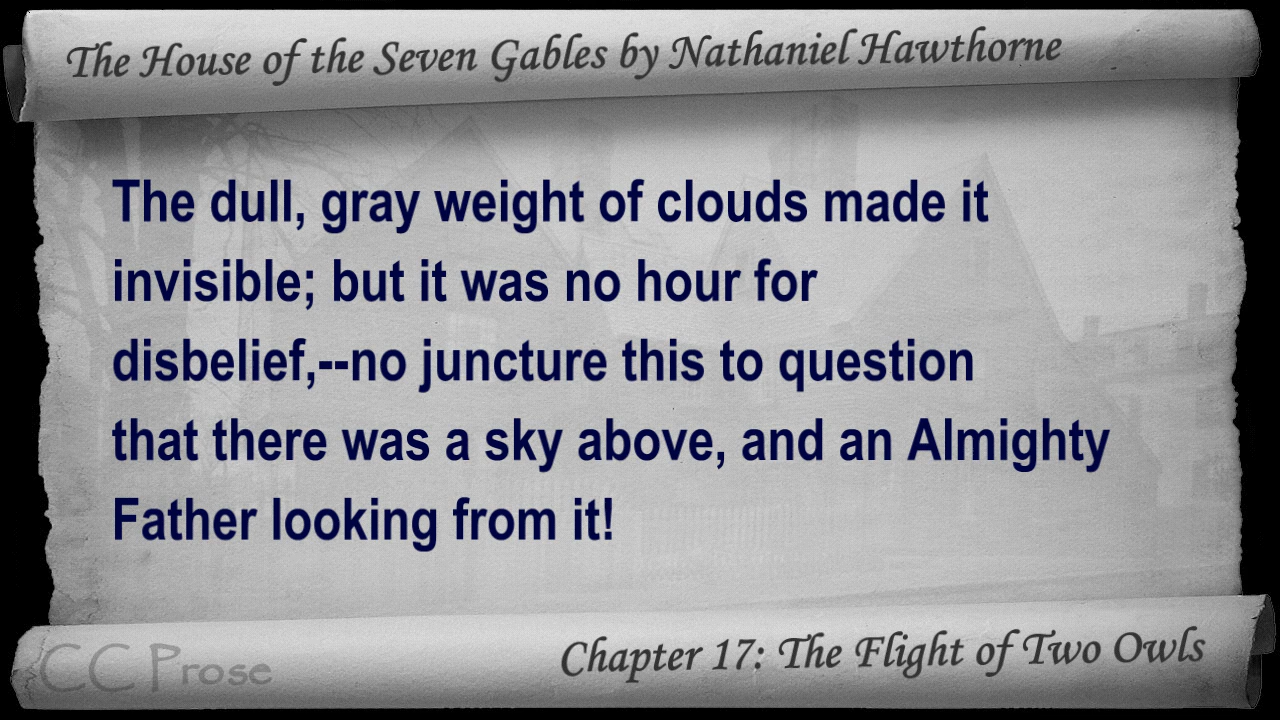 The House of the Seven Gables by Nathaniel Hawthorne
The dull, gray weight of clouds made it
invisible; but it was no hour for
disbelief,--no juncture this to question
that there was a sky above, and an Almighty
Father looking from it!
CC Prose
Chapter 17: The Flight of Two Owls